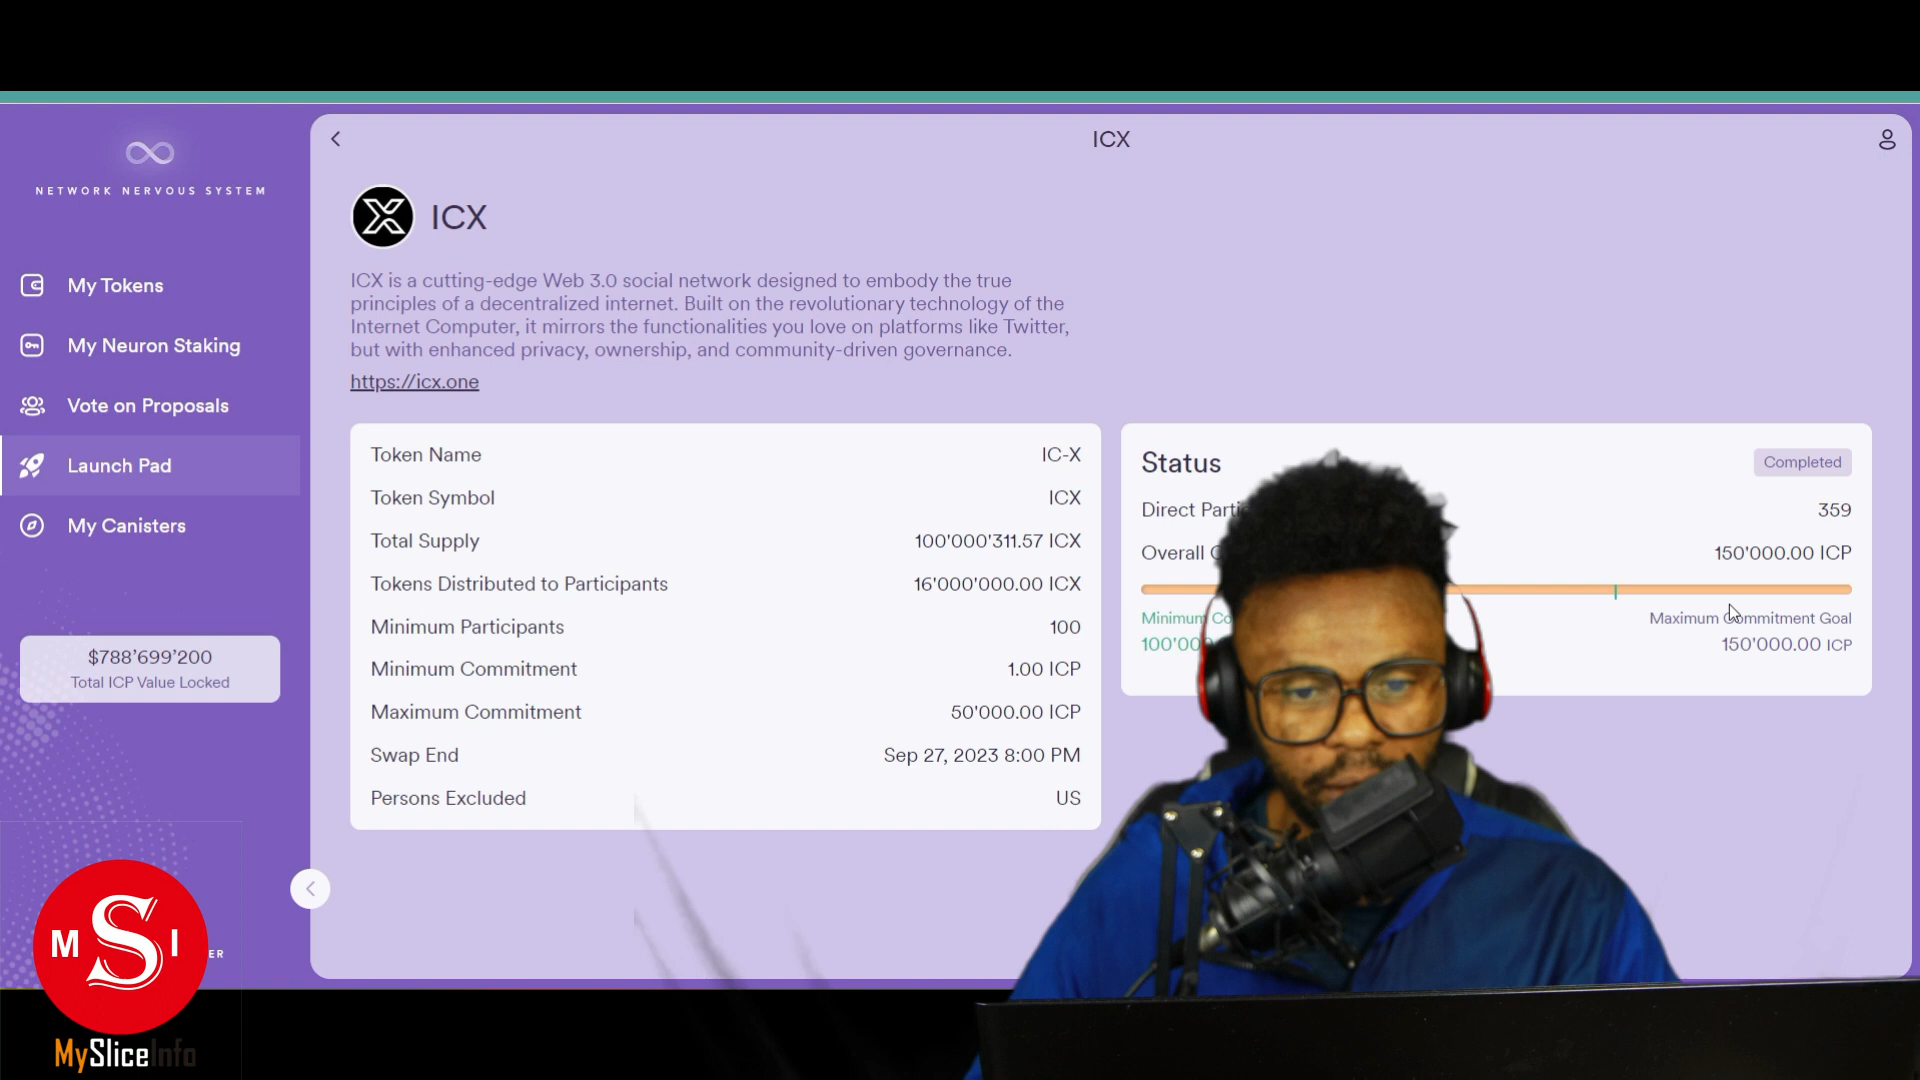 ICX
NETWORK NERVOUS SYSTEM
ICX
ICX is a cutting-edge Web 3.0 social network designed to embody the true
principles of a decentralized internet. Built on the revolutionary technology of the
Internet Computer, it mirrors the functionalities you love on platforms like Twitter,
but with enhanced privacy, ownership, and community-driven governance.
https://icx.one
My Tokens
My Neuron Staking
Vote on Proposals
Launch Pad
My Canisters
$788’699’200
Total ICP Value Locked
Token Name IC-X
Token Symbol ICX
Total Supply 100'000'311.57 ICX
Tokens Distributed to Participants 16'000'000.00 ICX
Minimum Participants 100
Minimum Commitment 1.00 ICP
Maximum Commitment 50'000.00 ICP
Swap End Sep 27, 2023 8:00 PM
Persons Excluded US
Status Completed
Direct 359
Overall 150'000.00 ICP
Minimum Maximum Commitment Goal
150'000.00 ICP
MSI
MySliceInfo